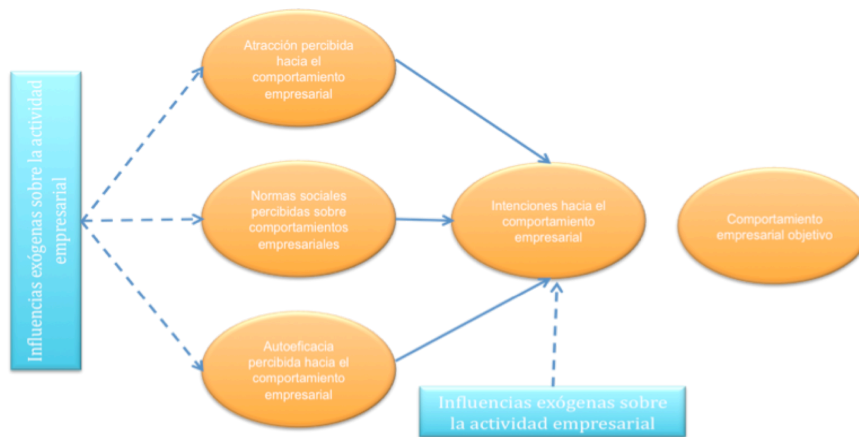 Influencias exógenas sobre la actividad
empresarial
Atracción percibida
hacia el
comportamiento
empresarial
Normas sociales
percibidas sobre
comportamientos
empresariales
Autoeficacia
percibida hacia el
comportamiento
empresarial
Intenciones hacia el
comportamiento
empresarial
Comportamiento
empresarial objetivo
Influencias exógenas sobre
la actividad empresarial